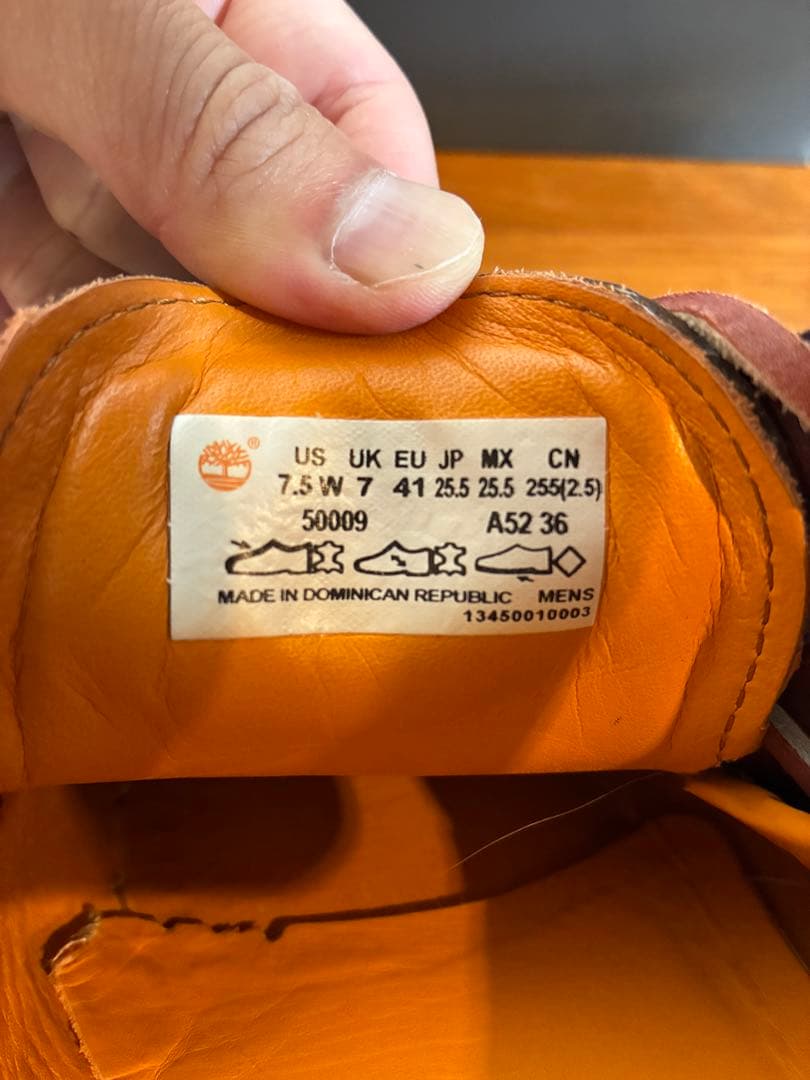 ®
US UK EU JP MX CN
7.5 W 7 41 25.5 25.5 255(2.5)
50009 A52 36
MADE IN DOMINICAN REPUBLIC MENS
13450010003